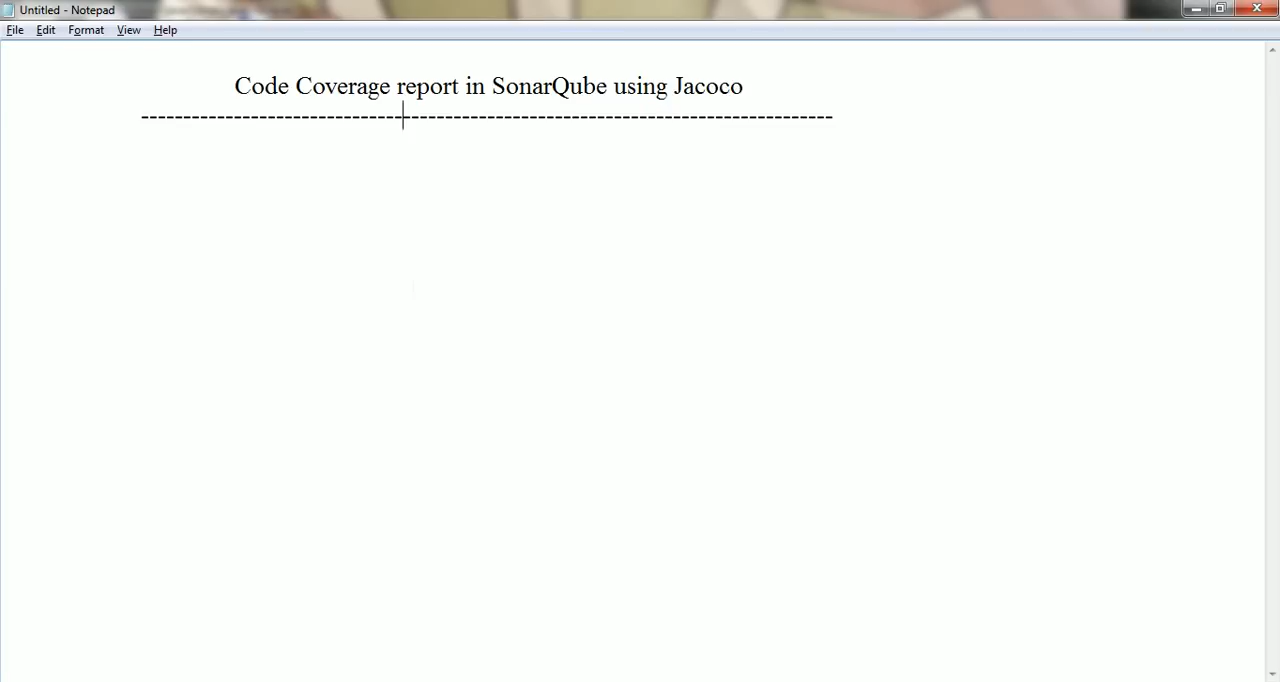 Untitled - Notepad
File Edit Format View Help
Code Coverage report in SonarQube using Jacoco
----------------------------------------------------------------------------------